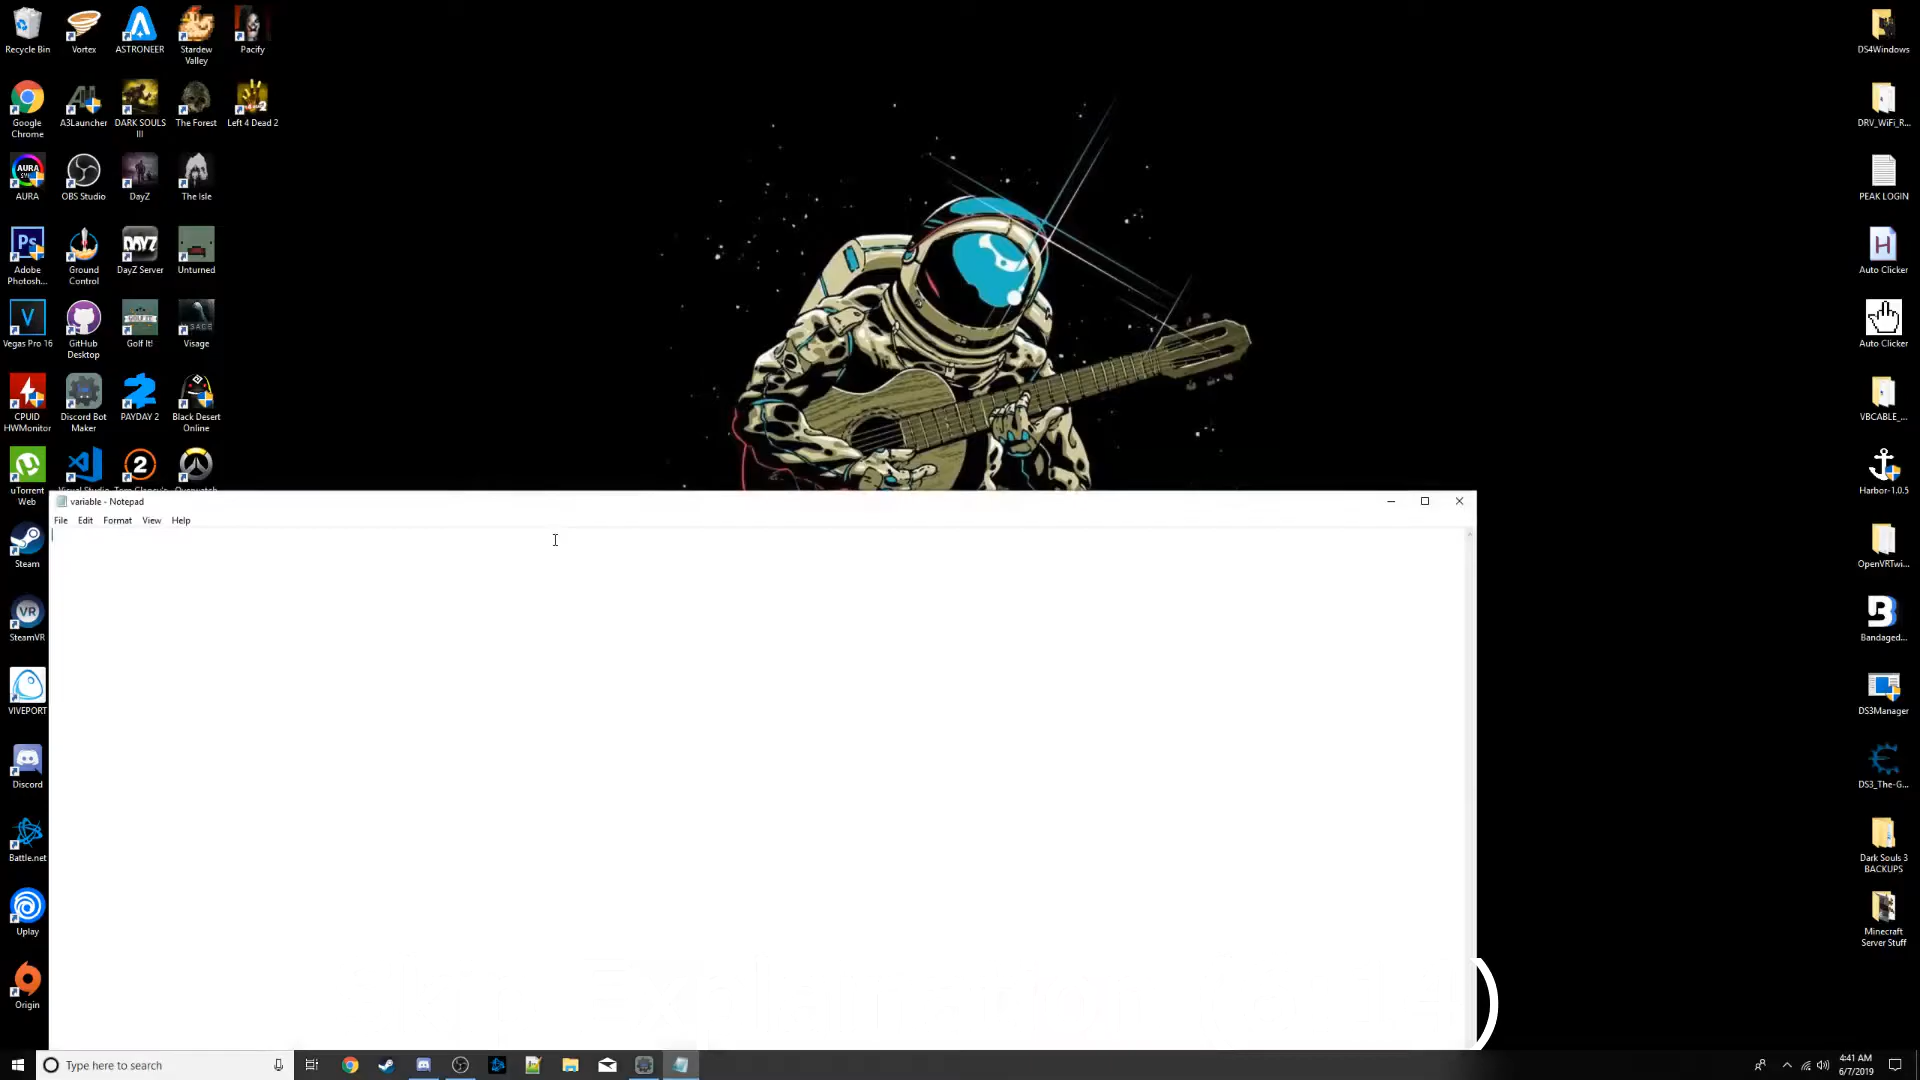 Recycle Bin
Vortex
ASTRONEER
Stardew
Valley
Pacify
Google
Chrome
A3Launcher
DARK SOULS
III
The Forest
Left 4 Dead 2
AURA
OBS Studio
DayZ
The Isle
Adobe
Photosh...
Ground
Control
DayZ Server
Unturned
Vegas Pro 16
GitHub
Desktop
Golf It!
Visage
CPUID
HWMonitor
Discord Bot
Maker
PAYDAY 2
Black Desert
Online
uTorrent
Web
Steam
SteamVR
VIVEPORT
Discord
Battle.net
Uplay
Origin
variable - Notepad
File Edit Format View Help
)
DS4Windows
DRV_WiFi_R...
PEAK LOGIN
Auto Clicker
Auto Clicker
VBCABLE_...
Harbor-1.0.5
OpenVRTwi...
Bandaged...
DS3Manager
DS3_The-G...
Dark Souls 3
BACKUPS
Minecraft
Server Stuff
Type here to search
4:41 AM
6/7/2019